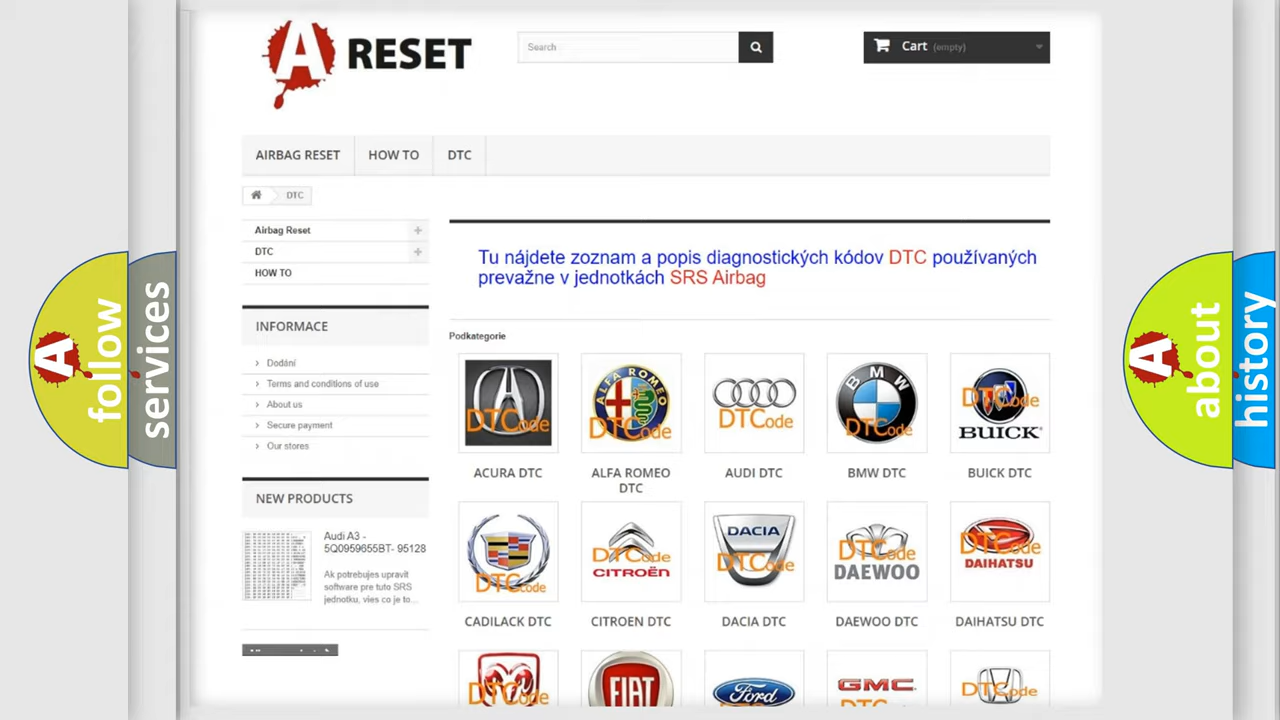 A RESET
Search
Cart (empty)
AIRBAG RESET
HOW TO
DTC
DTC
Airbag Reset
DTC
HOW TO
Tu nájdete zoznam a popis diagnostických kódov DTC používaných
prevažne v jednotkách SRS Airbag
INFORMACE
Dodání
Terms and conditions of use
About us
Secure payment
Our stores
Podkategorie
DTCode
ALFA ROMEO
DTCode
DTCode
BMW
DTCode
DTCode
BUICK
ACURA DTC
ALFA ROMEO
DTC
AUDI DTC
BMW DTC
BUICK DTC
NEW PRODUCTS
Audi A3 -
5Q0959655BT- 95128
Ak potrebujes upravit
software pre tuto SRS
jednotku, vies co je to...
DTCode
DTCode
CITROËN
DACIA
DTCode
DTCode
DAEWOO
DTCode
DAIHATSU
CADILACK DTC
CITROEN DTC
DACIA DTC
DAEWOO DTC
DAIHATSU DTC
DTCode
FIAT
Ford
GMC
DTCode
A follow
services
A about
history